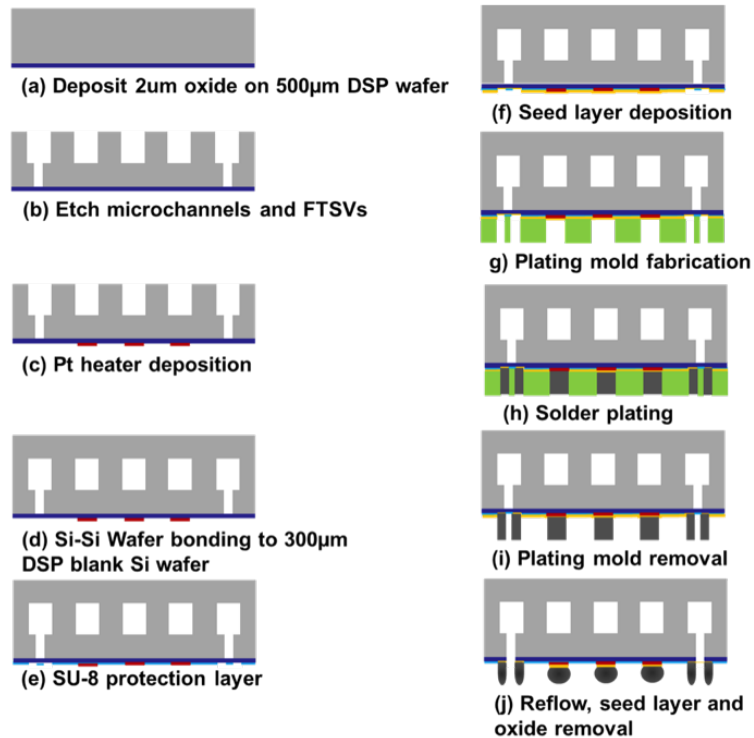 (a) Deposit 2um oxide on 500µm DSP wafer
(b) Etch microchannels and FTSVs
(c) Pt heater deposition
(d) Si-Si Wafer bonding to 300µm
DSP blank Si wafer
(e) SU-8 protection layer
(f) Seed layer deposition
g) Plating mold fabrication
(h) Solder plating
(i) Plating mold removal
(j) Reflow, seed layer and
oxide removal